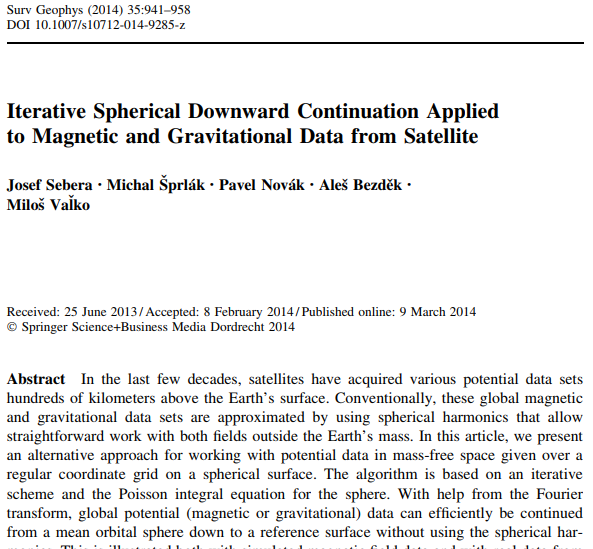 Surv Geophys (2014) 35:941–958
DOI 10.1007/s10712-014-9285-z
Iterative Spherical Downward Continuation Applied
to Magnetic and Gravitational Data from Satellite
Josef Sebera · Michal Šprlák · Pavel Novák · Aleš Bezděk ·
Miloš Vaľko
Received: 25 June 2013 / Accepted: 8 February 2014 / Published online: 9 March 2014
© Springer Science+Business Media Dordrecht 2014
Abstract In the last few decades, satellites have acquired various potential data sets
hundreds of kilometers above the Earth's surface. Conventionally, these global magnetic
and gravitational data sets are approximated by using spherical harmonics that allow
straightforward work with both fields outside the Earth's mass. In this article, we present
an alternative approach for working with potential data in mass-free space given over a
regular coordinate grid on a spherical surface. The algorithm is based on an iterative
scheme and the Poisson integral equation for the sphere. With help from the Fourier
transform, global potential (magnetic or gravitational) data can efficiently be continued
from a mean orbital sphere down to a reference surface without using the spherical har-